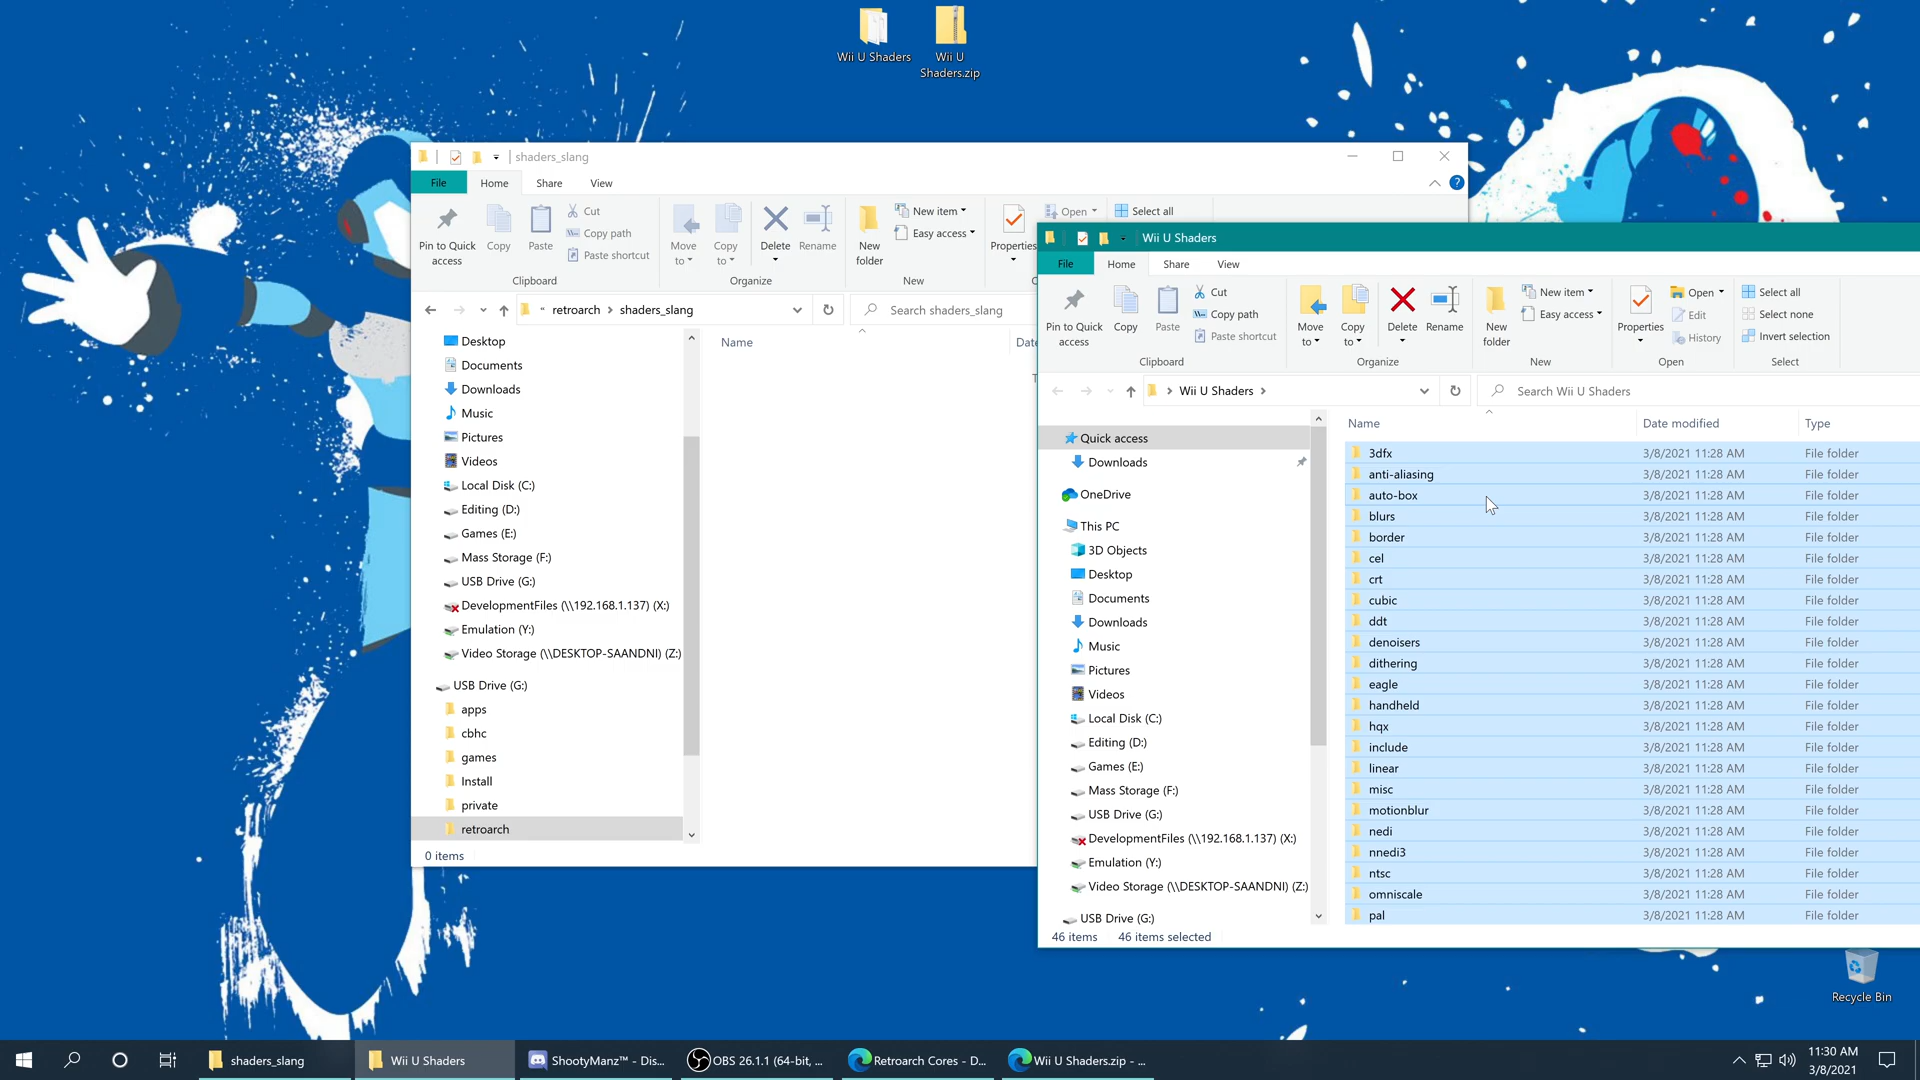 Wii U Shaders
Wii U
Shaders.zip
shaders_slang
File
Home
Share
View
Pin to Quick
access
Copy
Paste
Cut
Copy path
Paste shortcut
Clipboard
Move
to
Copy
to
Delete
Rename
Organize
New
folder
New item
Easy access
New
Properties
Open
Select all
retroarch
shaders_slang
Search shaders_slang
Desktop
Documents
Downloads
Music
Pictures
Videos
Local Disk (C:)
Editing (D:)
Games (E:)
Mass Storage (F:)
USB Drive (G:)
DevelopmentFiles (\\192.168.1.137) (X:)
Emulation (Y:)
Video Storage (\\DESKTOP-SAANDNI) (Z:)
USB Drive (G:)
apps
cbhc
games
Install
private
retroarch
Name
0 items
Wii U Shaders
File
Home
Share
View
Pin to Quick
access
Copy
Paste
Cut
Copy path
Paste shortcut
Clipboard
Move
to
Copy
to
Delete
Rename
Organize
New
folder
New item
Easy access
New
Properties
Open
Edit
History
Open
Select all
Select none
Invert selection
Select
Wii U Shaders
Search Wii U Shaders
Quick access
Downloads
OneDrive
This PC
3D Objects
Desktop
Documents
Downloads
Music
Pictures
Videos
Local Disk (C:)
Editing (D:)
Games (E:)
Mass Storage (F:)
USB Drive (G:)
DevelopmentFiles (\\192.168.1.137) (X:)
Emulation (Y:)
Video Storage (\\DESKTOP-SAANDNI) (Z:)
USB Drive (G:)
Name Date modified Type
3dfx 3/8/2021 11:28 AM File folder
anti-aliasing 3/8/2021 11:28 AM File folder
auto-box 3/8/2021 11:28 AM File folder
blurs 3/8/2021 11:28 AM File folder
border 3/8/2021 11:28 AM File folder
cel 3/8/2021 11:28 AM File folder
crt 3/8/2021 11:28 AM File folder
cubic 3/8/2021 11:28 AM File folder
ddt 3/8/2021 11:28 AM File folder
denoisers 3/8/2021 11:28 AM File folder
dithering 3/8/2021 11:28 AM File folder
eagle 3/8/2021 11:28 AM File folder
handheld 3/8/2021 11:28 AM File folder
hqx 3/8/2021 11:28 AM File folder
include 3/8/2021 11:28 AM File folder
linear 3/8/2021 11:28 AM File folder
misc 3/8/2021 11:28 AM File folder
motionblur 3/8/2021 11:28 AM File folder
nedi 3/8/2021 11:28 AM File folder
nnedi3 3/8/2021 11:28 AM File folder
ntsc 3/8/2021 11:28 AM File folder
omniscale 3/8/2021 11:28 AM File folder
pal 3/8/2021 11:28 AM File folder
46 items 46 items selected
Recycle Bin
shaders_slang
Wii U Shaders
ShootyManz™ - Dis...
OBS 26.1.1 (64-bit, ...
Retroarch Cores - D...
Wii U Shaders.zip - ...
11:30 AM
3/8/2021